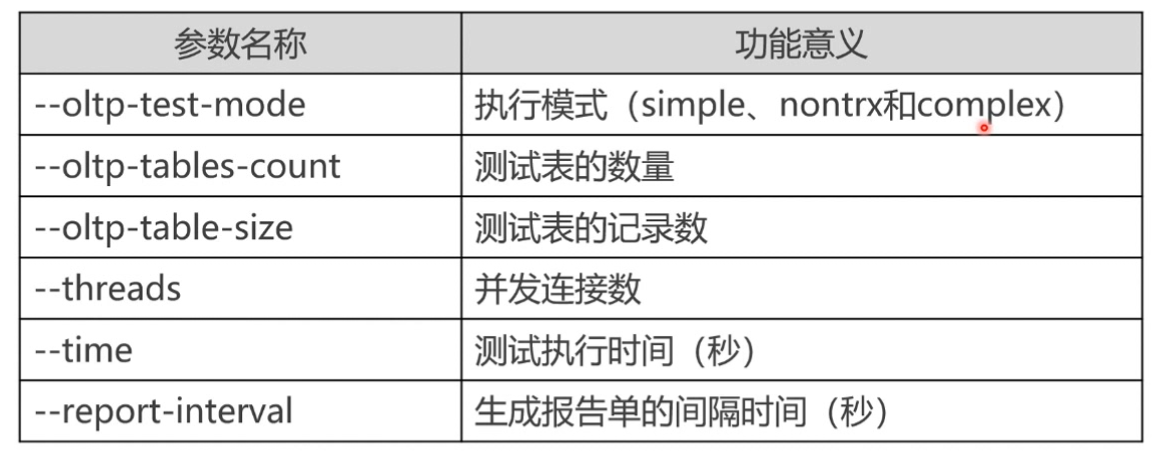 参数名称 功能意义
--oltp-test-mode 执行模式（simple、nontrx和complex）
--oltp-tables-count 测试表的数量
--oltp-table-size 测试表的记录数
--threads 并发连接数
--time 测试执行时间（秒）
--report-interval 生成报告单的间隔时间（秒）